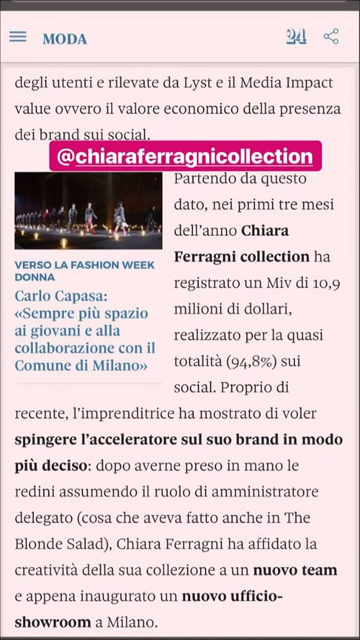 MODA
24
degli utenti e rilevate da Lyst e il Media Impact
value ovvero il valore economico della presenza
dei brand sui social.
@chiaraferragnicollection
VERSO LA FASHION WEEK
DONNA
Carlo Capasa:
«Sempre più spazio
ai giovani e alla
collaborazione con il
Comune di Milano»
Partendo da questo
dato, nei primi tre mesi
dell'anno Chiara
Ferragni collection ha
registrato un Miv di 10,9
milioni di dollari,
realizzato per la quasi
totalità (94,8%) sui
social. Proprio di
recente, l'imprenditrice ha mostrato di voler
spingere l'acceleratore sul suo brand in modo
più deciso: dopo averne preso in mano le
redini assumendo il ruolo di amministratore
delegato (cosa che aveva fatto anche in The
Blonde Salad), Chiara Ferragni ha affidato la
creatività della sua collezione a un nuovo team
e appena inaugurato un nuovo ufficio-
showroom a Milano.